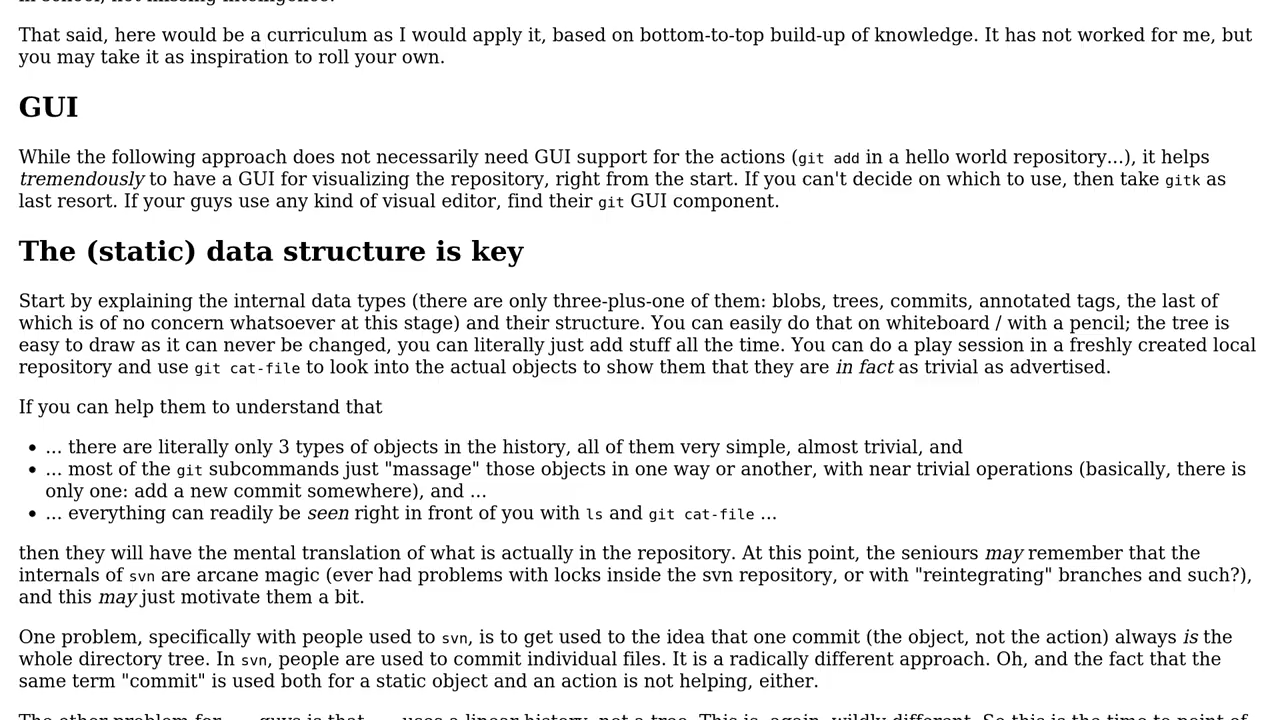 That said, here would be a curriculum as I would apply it, based on bottom-to-top build-up of knowledge. It has not worked for me, but
you may take it as inspiration to roll your own.
GUI
While the following approach does not necessarily need GUI support for the actions (git add in a hello world repository...), it helps
tremendously to have a GUI for visualizing the repository, right from the start. If you can't decide on which to use, then take gitk as
last resort. If your guys use any kind of visual editor, find their git GUI component.
The (static) data structure is key
Start by explaining the internal data types (there are only three-plus-one of them: blobs, trees, commits, annotated tags, the last of
which is of no concern whatsoever at this stage) and their structure. You can easily do that on whiteboard / with a pencil; the tree is
easy to draw as it can never be changed, you can literally just add stuff all the time. You can do a play session in a freshly created local
repository and use git cat-file to look into the actual objects to show them that they are in fact as trivial as advertised.
If you can help them to understand that
• ... there are literally only 3 types of objects in the history, all of them very simple, almost trivial, and
• ... most of the git subcommands just "massage" those objects in one way or another, with near trivial operations (basically, there is
only one: add a new commit somewhere), and ...
• ... everything can readily be seen right in front of you with ls and git cat-file ...
then they will have the mental translation of what is actually in the repository. At this point, the seniours may remember that the
internals of svn are arcane magic (ever had problems with locks inside the svn repository, or with "reintegrating" branches and such?),
and this may just motivate them a bit.
One problem, specifically with people used to svn, is to get used to the idea that one commit (the object, not the action) always is the
whole directory tree. In svn, people are used to commit individual files. It is a radically different approach. Oh, and the fact that the
same term "commit" is used both for a static object and an action is not helping, either.